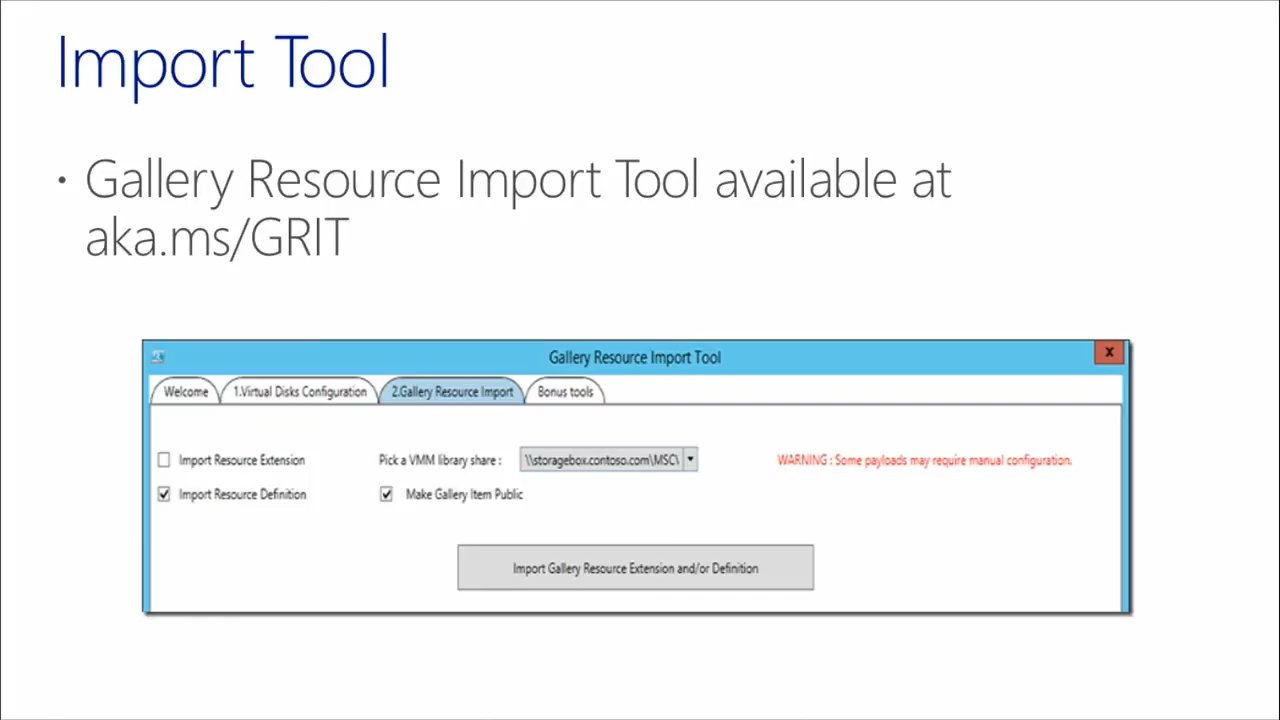 Import Tool
· Gallery Resource Import Tool available at
aka.ms/GRIT
Gallery Resource Import Tool
x
Welcome
1.Virtual Disks Configuration
2.Gallery Resource Import
Bonus tools
Import Resource Extension
Pick a VMM library share :
\\storagebox.contoso.com\MSC\
WARNING : Some payloads may require manual configuration.
Import Resource Definition
Make Gallery Item Public
Import Gallery Resource Extension and/or Definition